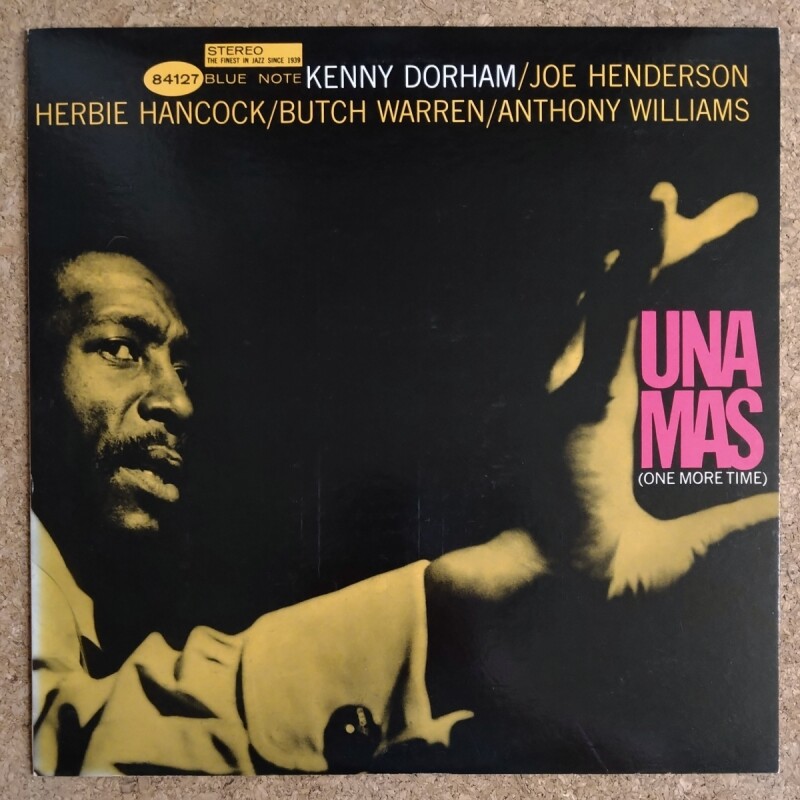 STEREO
THE FINEST IN JAZZ SINCE 1939
84127 BLUE NOTE KENNY DORHAM/JOE HENDERSON
HERBIE HANCOCK/BUTCH WARREN/ANTHONY WILLIAMS
UNA
MAS
(ONE MORE TIME)